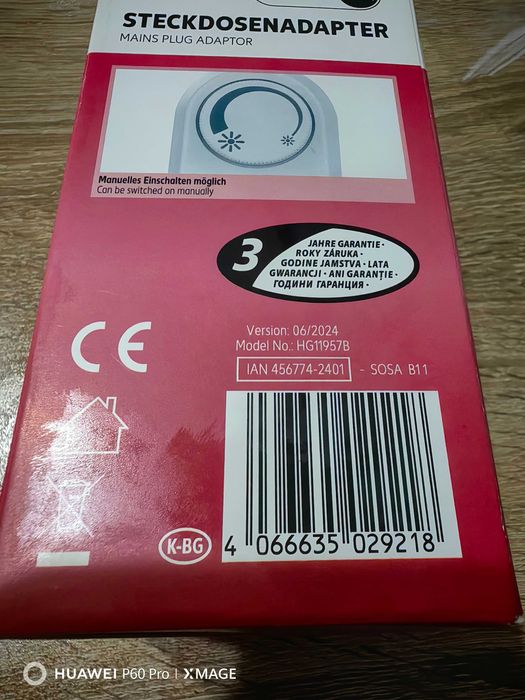 STECKDOSENADAPTER
MAINS PLUG ADAPTOR
Manuelles Einschalten möglich
Can be switched on manually
3
JAHRE GARANTIE ·
ROKY ZÁRUKA ·
GODINE JAMSTVA · LATA
GWARANCJI · ANI GARANȚIE ·
ГОДИНИ ГАРАНЦИЯ ·
Version: 06/2024
Model No.: HG11957B
IAN 456774-2401 - SOSA B11
CE
K-BG
4 066635 029218
HUAWEI P60 Pro | XMAGE